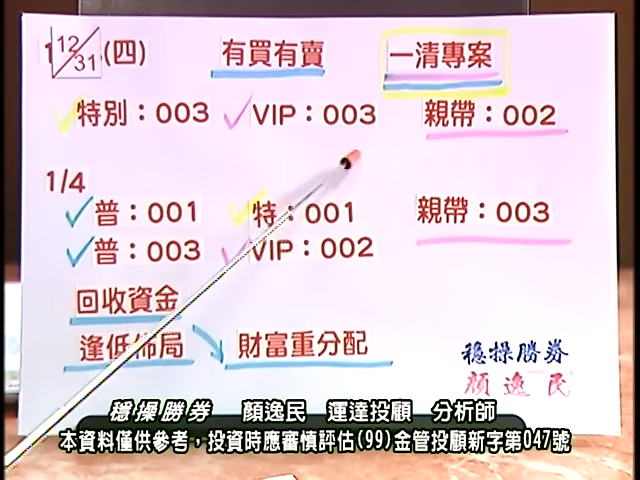 12/31 (四) 有買有賣 一清專案
特別：003 VIP：003 親帶：002
1/4
普：001 特：001 親帶：003
普：003 VIP：002
回收資金
逢低佈局 財富重分配
穩操勝券
顏逸民
穩操勝券 顏逸民 運達投顧 分析師
本資料僅供參考，投資時應審慎評估(99)金管投顧新字第047號